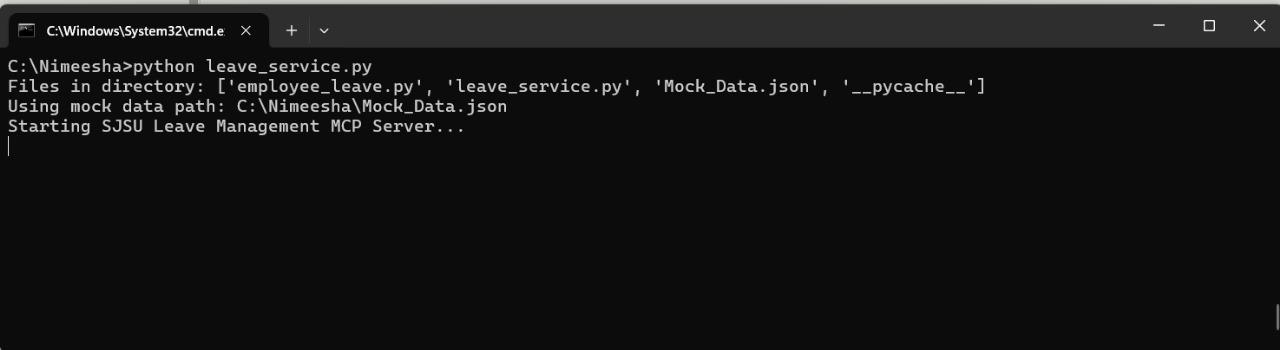 C:\Windows\System32\cmd.e
C:\Nimeesha>python leave_service.py
Files in directory: ['employee_leave.py', 'leave_service.py', 'Mock_Data.json', '__pycache__']
Using mock data path: C:\Nimeesha\Mock_Data.json
Starting SJSU Leave Management MCP Server...